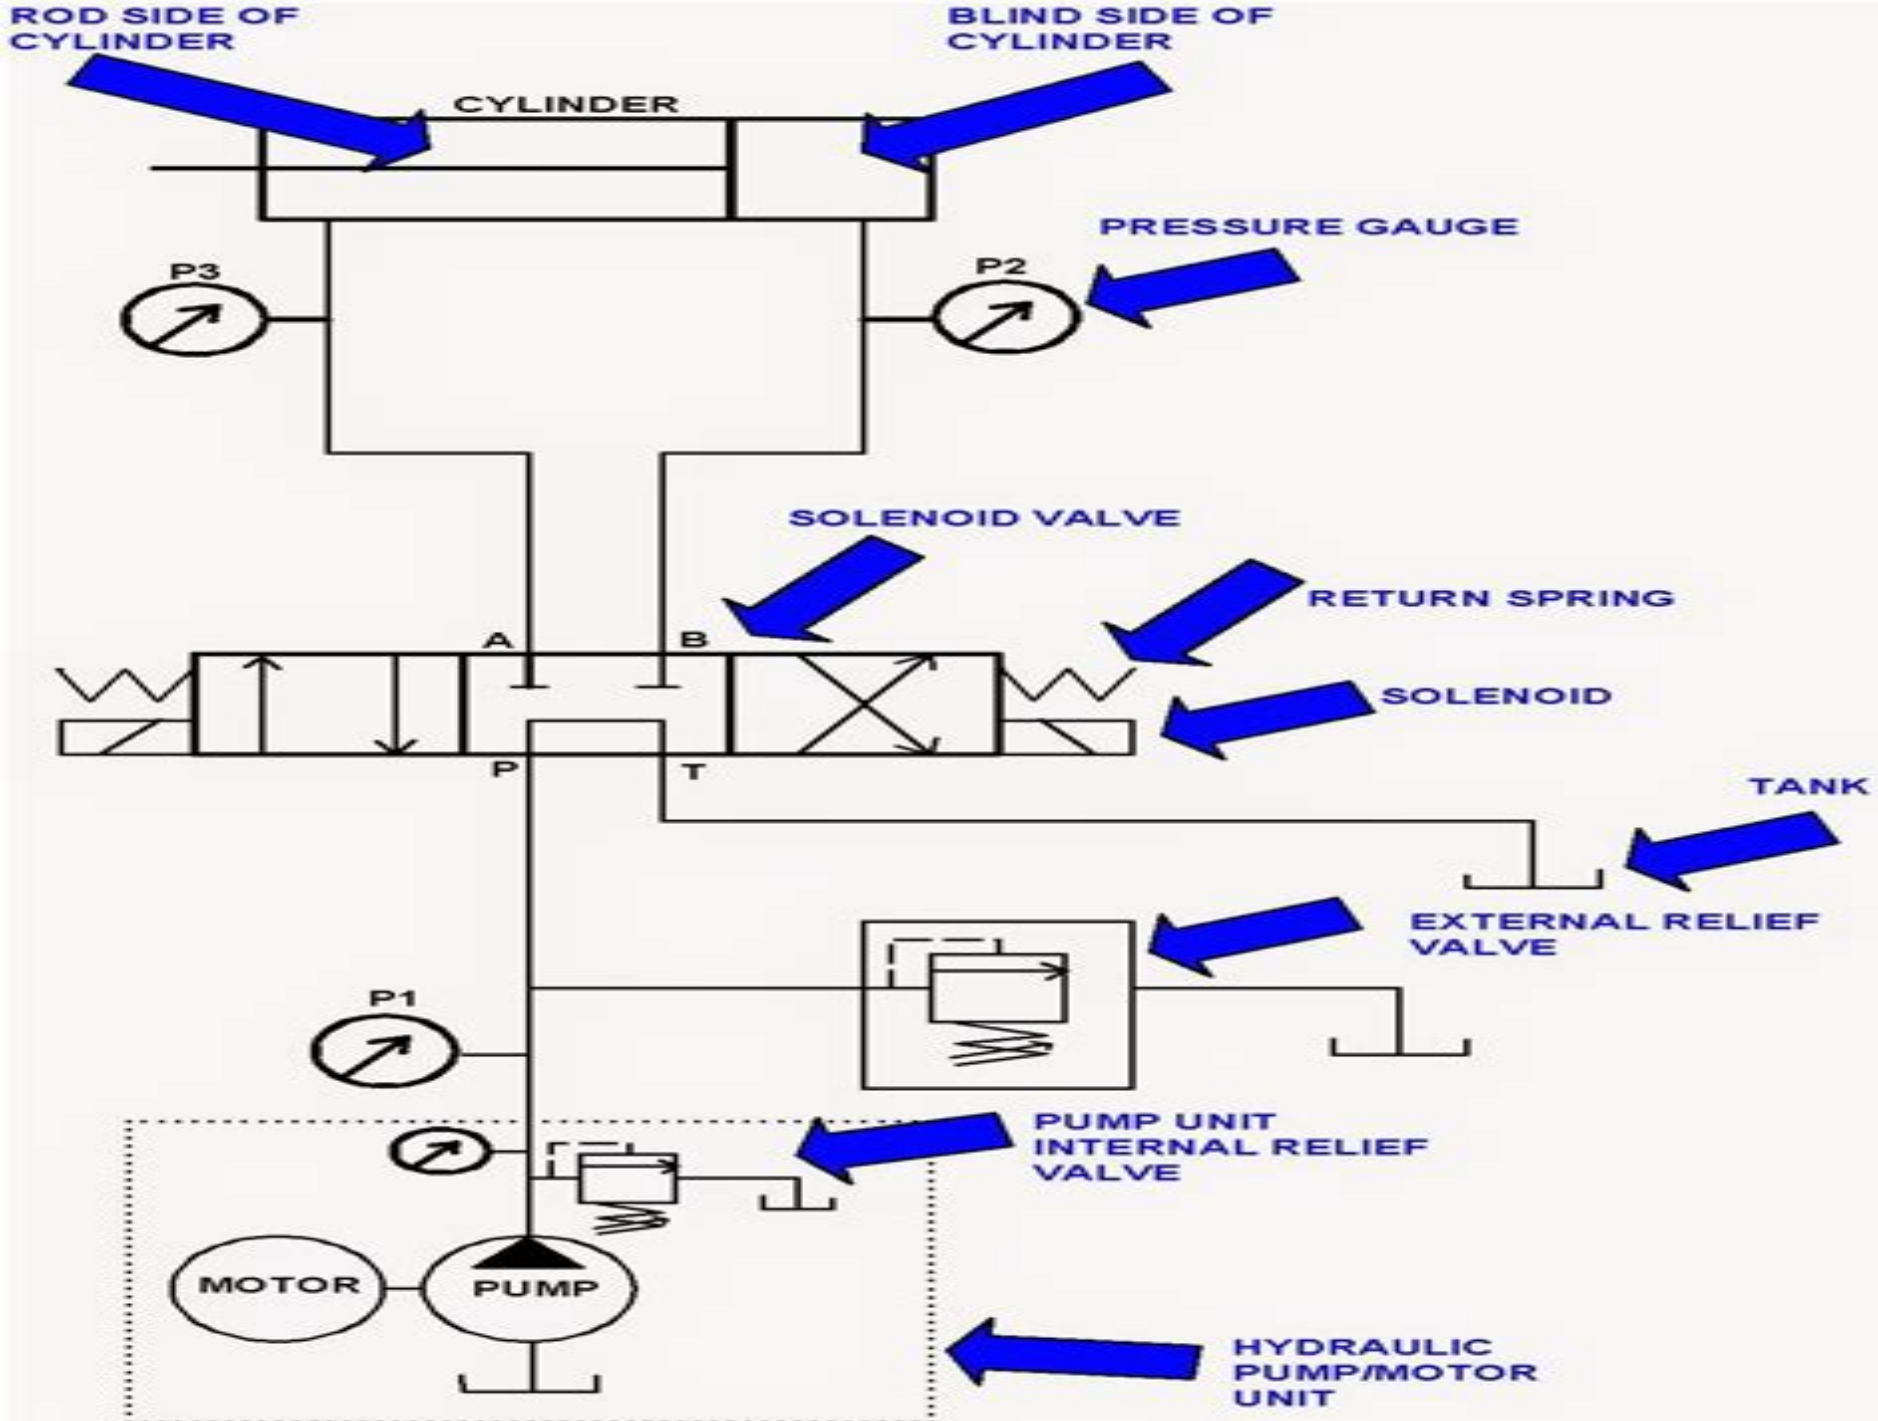 ROD SIDE OF
CYLINDER
BLIND SIDE OF
CYLINDER
CYLINDER
PRESSURE GAUGE
P3
P2
SOLENOID VALVE
RETURN SPRING
A
B
SOLENOID
P
T
TANK
EXTERNAL RELIEF
VALVE
P1
PUMP UNIT
INTERNAL RELIEF
VALVE
MOTOR
PUMP
HYDRAULIC
PUMP/MOTOR
UNIT